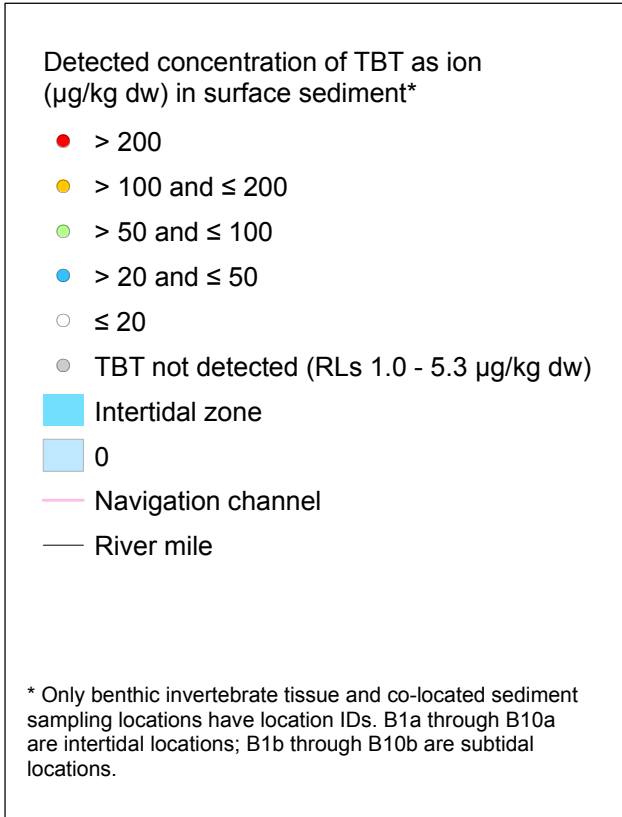 Detected concentration of TBT as ion
(µg/kg dw) in surface sediment*
> 200
> 100 and ≤ 200
> 50 and ≤ 100
> 20 and ≤ 50
≤ 20
TBT not detected (RLs 1.0 - 5.3 µg/kg dw)
Intertidal zone
0
Navigation channel
River mile
* Only benthic invertebrate tissue and co-located sediment
sampling locations have location IDs. B1a through B10a
are intertidal locations; B1b through B10b are subtidal
locations.